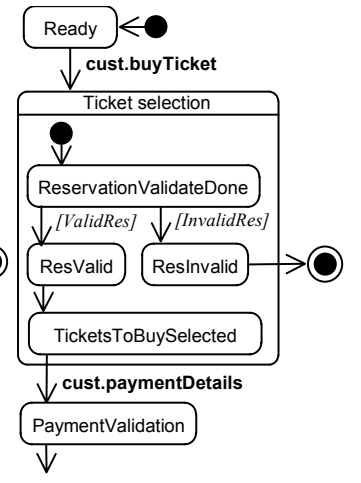 Ready
cust.buyTicket
Ticket selection
ReservationValidateDone
[ValidRes] [InvalidRes]
ResValid ResInvalid
TicketsToBuySelected
cust.paymentDetails
PaymentValidation